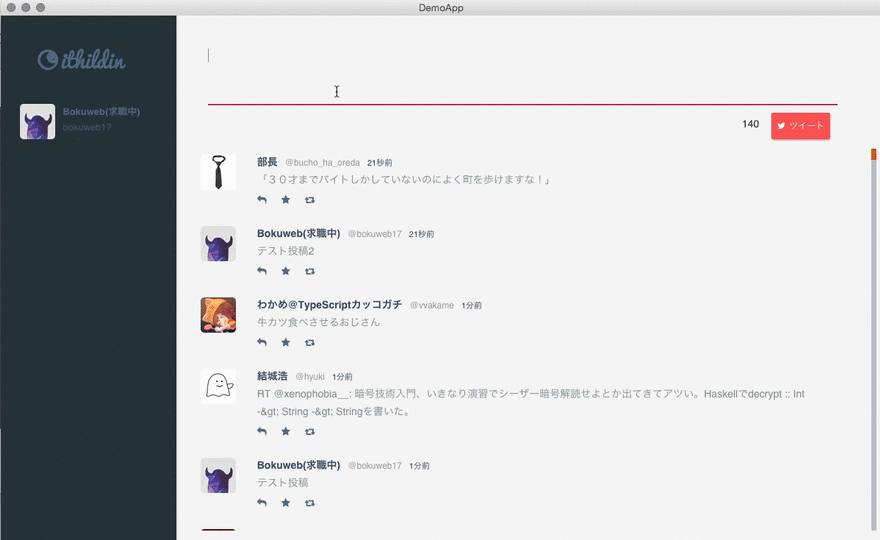 DemoApp
ithildin
Bokuweb(求職中)
bokuweb17
140
ツイート
部長 @bucho_ha_oreda 21秒前
「３０才までバイトしかしていないのによく町を歩けますな！」
Bokuweb(求職中) @bokuweb17 21秒前
テスト投稿2
わかめ@TypeScriptカッコガチ @vvakame 1分前
牛カツ食べさせるおじさん
結城浩 @hyuki 1分前
RT @xenophobia__: 暗号技術入門、いきなり演習でシーザー暗号解読せよとか出てきてアツい。Haskellでdecrypt :: Int
-&gt; String -&gt; Stringを書いた。
Bokuweb(求職中) @bokuweb17 1分前
テスト投稿